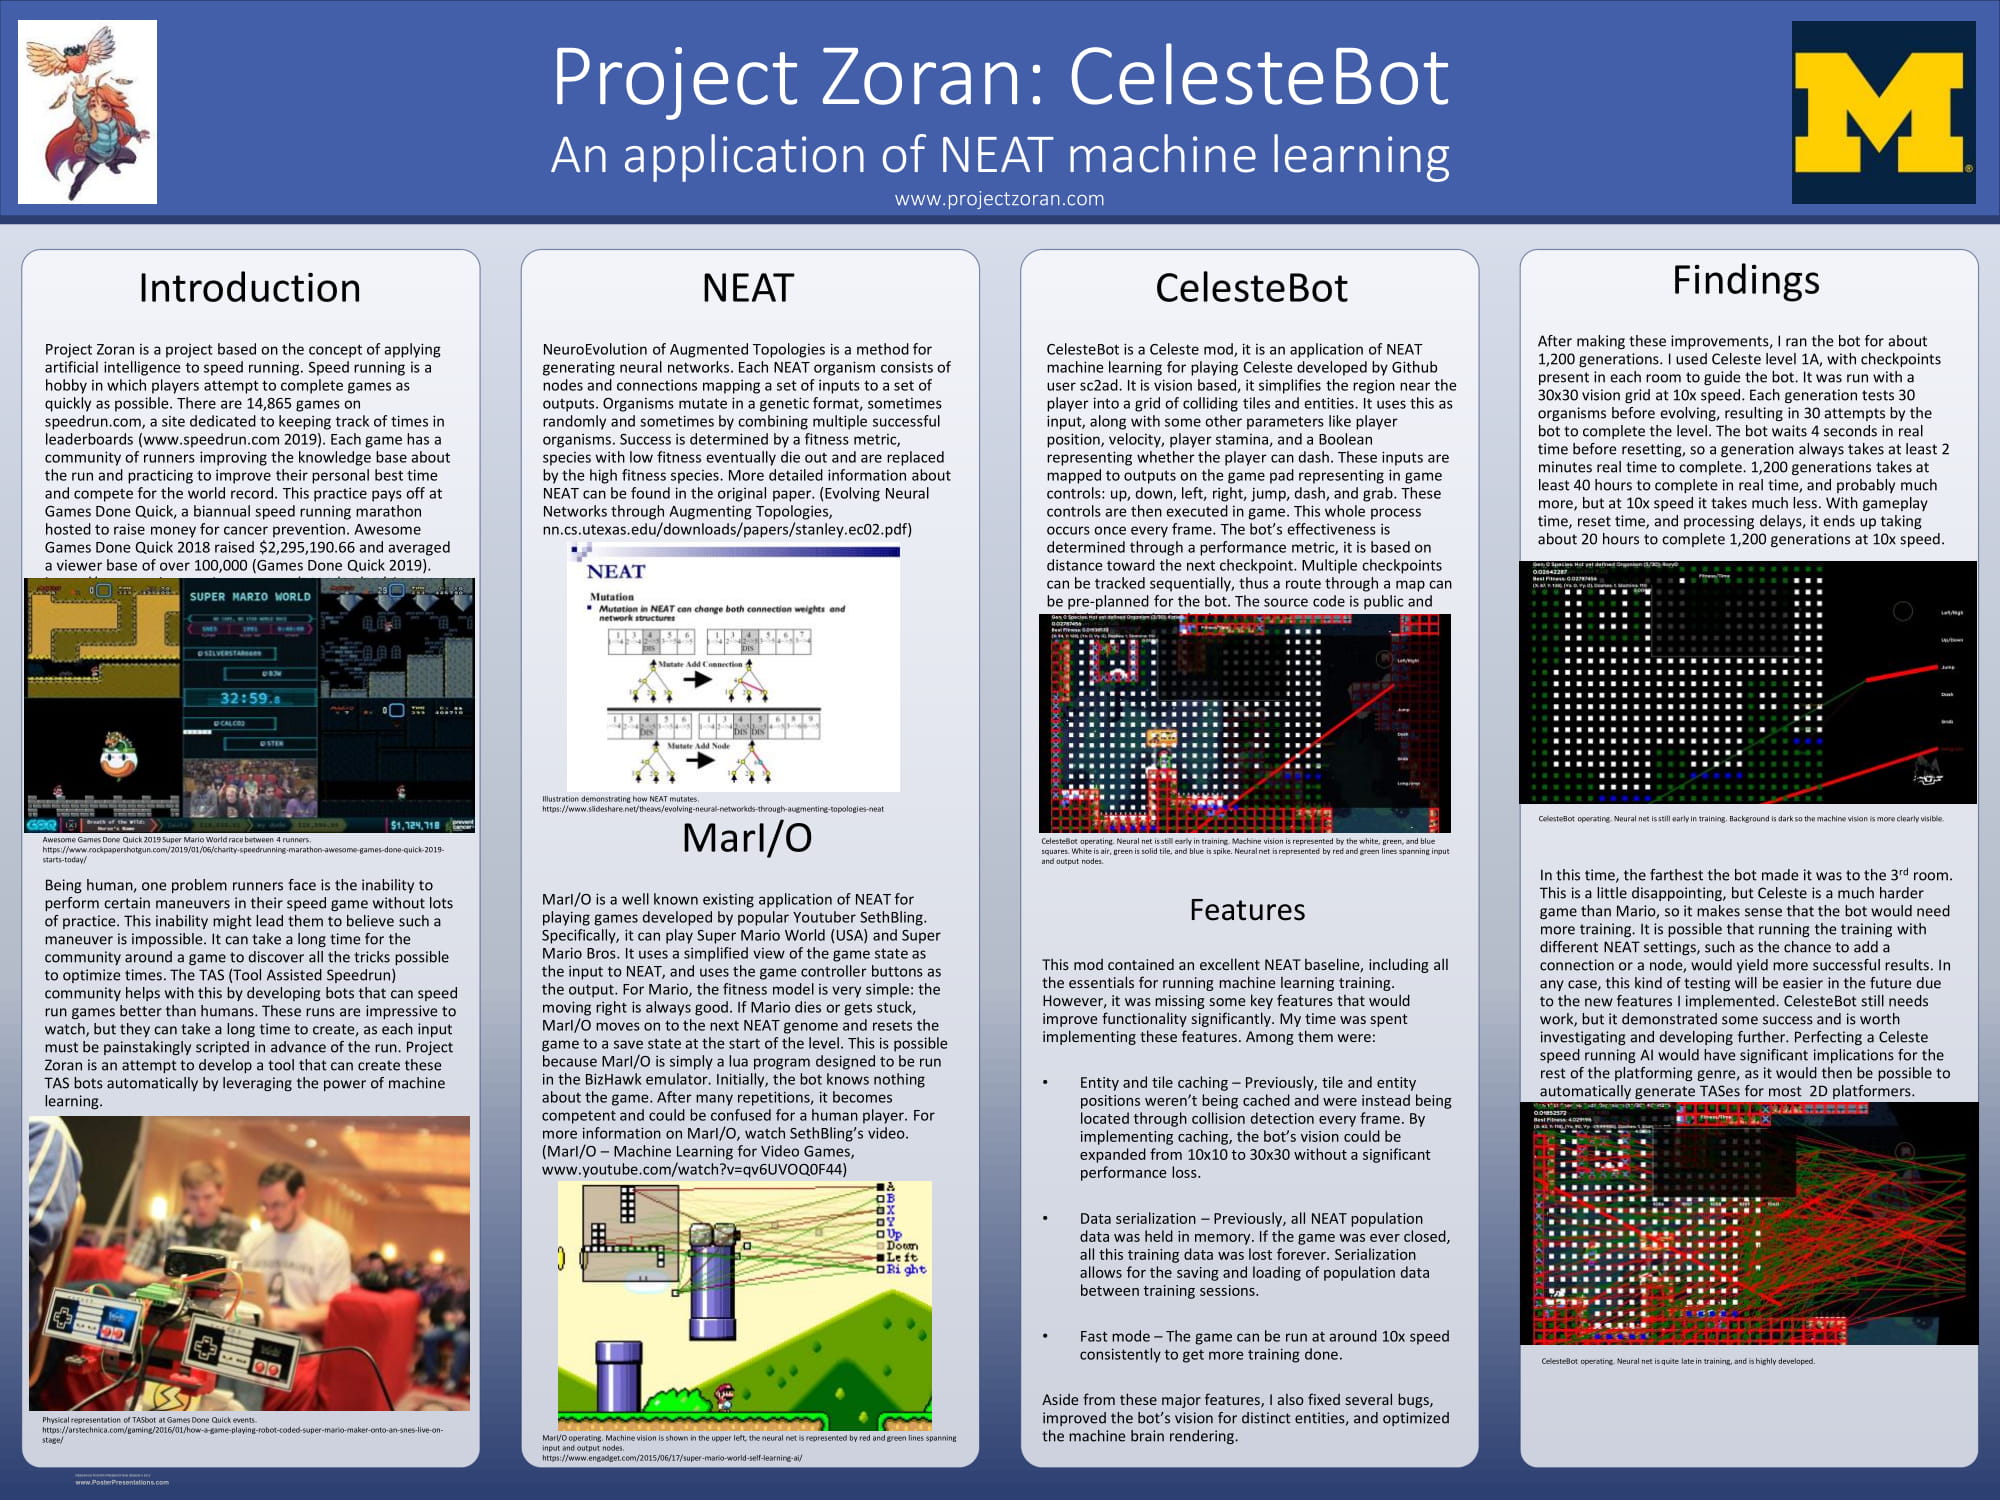 Project Zoran: CelesteBot
An application of NEAT machine learning
www.projectzoran.com
M
®
Introduction
Project Zoran is a project based on the concept of applying
artificial intelligence to speed running. Speed running is a
hobby in which players attempt to complete games as
quickly as possible. There are 14,865 games on
speedrun.com, a site dedicated to keeping track of times in
leaderboards (www.speedrun.com 2019). Each game has a
community of runners improving the knowledge base about
the run and practicing to improve their personal best time
and compete for the world record. This practice pays off at
Games Done Quick, a biannual speed running marathon
hosted to raise money for cancer prevention. Awesome
Games Done Quick 2018 raised $2,295,190.66 and averaged
a viewer base of over 100,000 (Games Done Quick 2019).
SUPER MARIO WORLD
SILVERSTAR6669
32:59.8
CALCO2
STEN
Breath of the Wild:
$1,724,718
prevent cancer
Awesome Games Done Quick 2019 Super Mario World race between 4 runners.
https://www.rockpapershotgun.com/2019/01/06/charity-speedrunning-marathon-awesome-games-done-quick-2019-
starts-today/
Being human, one problem runners face is the inability to
perform certain maneuvers in their speed game without lots
of practice. This inability might lead them to believe such a
maneuver is impossible. It can take a long time for the
community around a game to discover all the tricks possible
to optimize times. The TAS (Tool Assisted Speedrun)
community helps with this by developing bots that can speed
run games better than humans. These runs are impressive to
watch, but they can take a long time to create, as each input
must be painstakingly scripted in advance of the run. Project
Zoran is an attempt to develop a tool that can create these
TAS bots automatically by leveraging the power of machine
learning.
Physical representation of TASbot at Games Done Quick events.
https://arstechnica.com/gaming/2016/01/how-a-game-playing-robot-coded-super-mario-maker-onto-an-snes-live-on-
stage/
NEAT
NeuroEvolution of Augmented Topologies is a method for
generating neural networks. Each NEAT organism consists of
nodes and connections mapping a set of inputs to a set of
outputs. Organisms mutate in a genetic format, sometimes
randomly and sometimes by combining multiple successful
organisms. Success is determined by a fitness metric,
species with low fitness eventually die out and are replaced
by the high fitness species. More detailed information about
NEAT can be found in the original paper. (Evolving Neural
Networks through Augmenting Topologies,
nn.cs.utexas.edu/downloads/papers/stanley.ec02.pdf)
NEAT
Mutation
Mutation in NEAT can change both connection weights and
network structures
Mutate Add Connection
Mutate Add Node
Illustration demonstrating how NEAT mutates.
https://www.slideshare.net/theavs/evolving-neural-networkds-through-augmenting-topologies-neat
MarI/O
MarI/O is a well known existing application of NEAT for
playing games developed by popular Youtuber SethBling.
Specifically, it can play Super Mario World (USA) and Super
Mario Bros. It uses a simplified view of the game state as
the input to NEAT, and uses the game controller buttons as
the output. For Mario, the fitness model is very simple: the
moving right is always good. If Mario dies or gets stuck,
MarI/O moves on to the next NEAT genome and resets the
game to a save state at the start of the level. This is possible
because MarI/O is simply a lua program designed to be run
in the BizHawk emulator. Initially, the bot knows nothing
about the game. After many repetitions, it becomes
competent and could be confused for a human player. For
more information on MarI/O, watch SethBling's video.
(MarI/O – Machine Learning for Video Games,
www.youtube.com/watch?v=qv6UVOQ0F44)
A
B
X
Y
Up
Down
Left
Right
MarI/O operating. Machine vision is shown in the upper left, the neural net is represented by red and green lines spanning
input and output nodes.
https://www.engadget.com/2015/06/17/super-mario-world-self-learning-ai/
CelesteBot
CelesteBot is a Celeste mod, it is an application of NEAT
machine learning for playing Celeste developed by Github
user sc2ad. It is vision based, it simplifies the region near the
player into a grid of colliding tiles and entities. It uses this as
input, along with some other parameters like player
position, velocity, player stamina, and a Boolean
representing whether the player can dash. These inputs are
mapped to outputs on the game pad representing in game
controls: up, down, left, right, jump, dash, and grab. These
controls are then executed in game. This whole process
occurs once every frame. The bot's effectiveness is
determined through a performance metric, it is based on
distance toward the next checkpoint. Multiple checkpoints
can be tracked sequentially, thus a route through a map can
be pre-planned for the bot. The source code is public and
Left/Right
Jump
Dash
Grab
CelesteBot operating. Neural net is still early in training. Machine vision is represented by the white, green, and blue
squares. White is air, green is solid tile, and blue is spike. Neural net is represented by red and green lines spanning input
and output nodes.
Features
This mod contained an excellent NEAT baseline, including all
the essentials for running machine learning training.
However, it was missing some key features that would
improve functionality significantly. My time was spent
implementing these features. Among them were:
• Entity and tile caching – Previously, tile and entity
positions weren't being cached and were instead being
located through collision detection every frame. By
implementing caching, the bot's vision could be
expanded from 10x10 to 30x30 without a significant
performance loss.
• Data serialization – Previously, all NEAT population
data was held in memory. If the game was ever closed,
all this training data was lost forever. Serialization
allows for the saving and loading of population data
between training sessions.
• Fast mode – The game can be run at around 10x speed
consistently to get more training done.
Aside from these major features, I also fixed several bugs,
improved the bot's vision for distinct entities, and optimized
the machine brain rendering.
Findings
After making these improvements, I ran the bot for about
1,200 generations. I used Celeste level 1A, with checkpoints
present in each room to guide the bot. It was run with a
30x30 vision grid at 10x speed. Each generation tests 30
organisms before evolving, resulting in 30 attempts by the
bot to complete the level. The bot waits 4 seconds in real
time before resetting, so a generation always takes at least 2
minutes real time to complete. 1,200 generations takes at
least 40 hours to complete in real time, and probably much
more, but at 10x speed it takes much less. With gameplay
time, reset time, and processing delays, it ends up taking
about 20 hours to complete 1,200 generations at 10x speed.
Fitness/Time
Left/Right
Up/Down
Jump
Dash
Grab
CelesteBot operating. Neural net is still early in training. Background is dark so the machine vision is more clearly visible.
In this time, the farthest the bot made it was to the 3rd room.
This is a little disappointing, but Celeste is a much harder
game than Mario, so it makes sense that the bot would need
more training. It is possible that running the training with
different NEAT settings, such as the chance to add a
connection or a node, would yield more successful results. In
any case, this kind of testing will be easier in the future due
to the new features I implemented. CelesteBot still needs
work, but it demonstrated some success and is worth
investigating and developing further. Perfecting a Celeste
speed running AI would have significant implications for the
rest of the platforming genre, as it would then be possible to
automatically generate TASes for most 2D platformers.
Fitness/Time
CelesteBot operating. Neural net is quite late in training, and is highly developed.
www.PosterPresentations.com